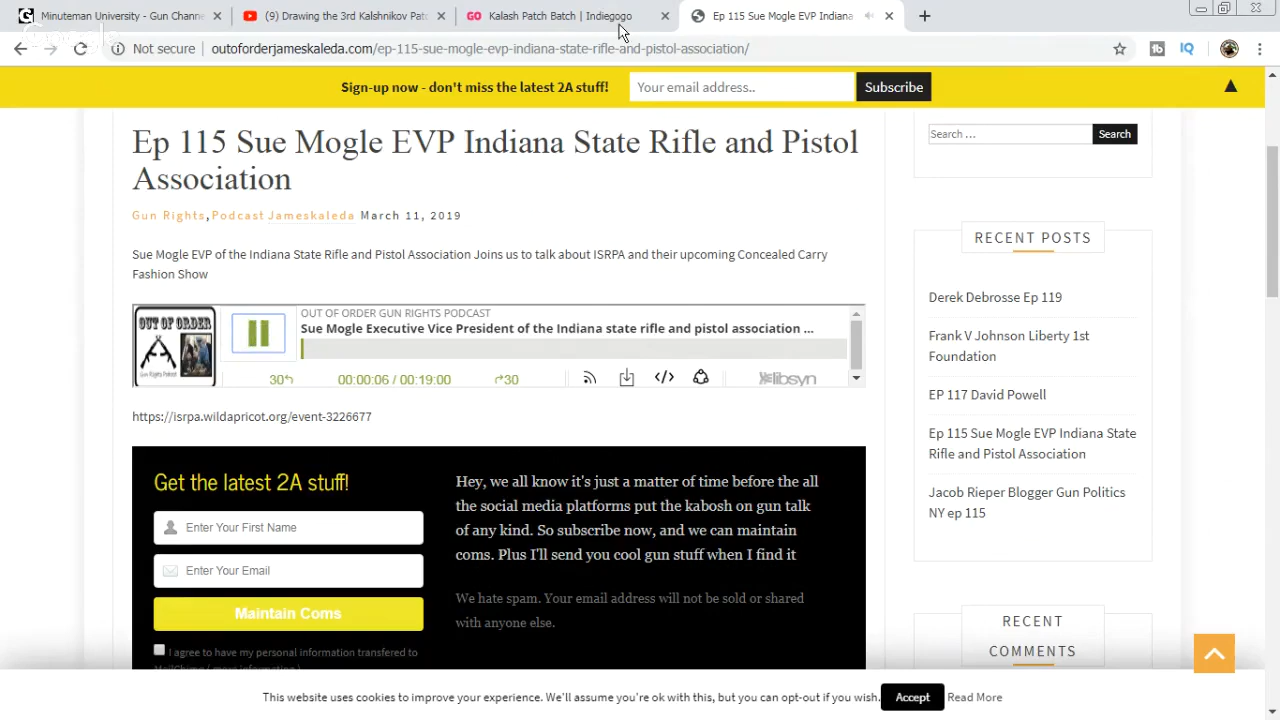 Minuteman University - Gun Chann
(9) Drawing the 3rd Kalshnikov Pat
GO Kalash Patch Batch | Indiegogo
Ep 115 Sue Mogle EVP Indiana
Not secure
outoforderjameskaleda.com/ep-115-sue-mogle-evp-indiana-state-rifle-and-pistol-association/
Sign-up now - don't miss the latest 2A stuff!
Your email address..
Subscribe
Ep 115 Sue Mogle EVP Indiana State Rifle and Pistol
Association
Gun Rights,Podcast Jameskaleda March 11, 2019
Sue Mogle EVP of the Indiana State Rifle and Pistol Association Joins us to talk about ISRPA and their upcoming Concealed Carry
Fashion Show
OUT OF ORDER
Gun Rights Podcast
OUT OF ORDER GUN RIGHTS PODCAST
Sue Mogle Executive Vice President of the Indiana state rifle and pistol association ...
30
00:00:06 / 00:19:00
30
libsyn
https://isrpa.wildapricot.org/event-3226677
Get the latest 2A stuff!
Enter Your First Name
Enter Your Email
Maintain Coms
I agree to have my personal information transfered to
MailChimp ( more information )
Hey, we all know it's just a matter of time before the all
the social media platforms put the kabosh on gun talk
of any kind. So subscribe now, and we can maintain
coms. Plus I'll send you cool gun stuff when I find it
We hate spam. Your email address will not be sold or shared
with anyone else.
Search …
Search
RECENT POSTS
Derek Debrosse Ep 119
Frank V Johnson Liberty 1st
Foundation
EP 117 David Powell
Ep 115 Sue Mogle EVP Indiana State
Rifle and Pistol Association
Jacob Rieper Blogger Gun Politics
NY ep 115
RECENT
COMMENTS
This website uses cookies to improve your experience. We'll assume you're ok with this, but you can opt-out if you wish.
Accept
Read More